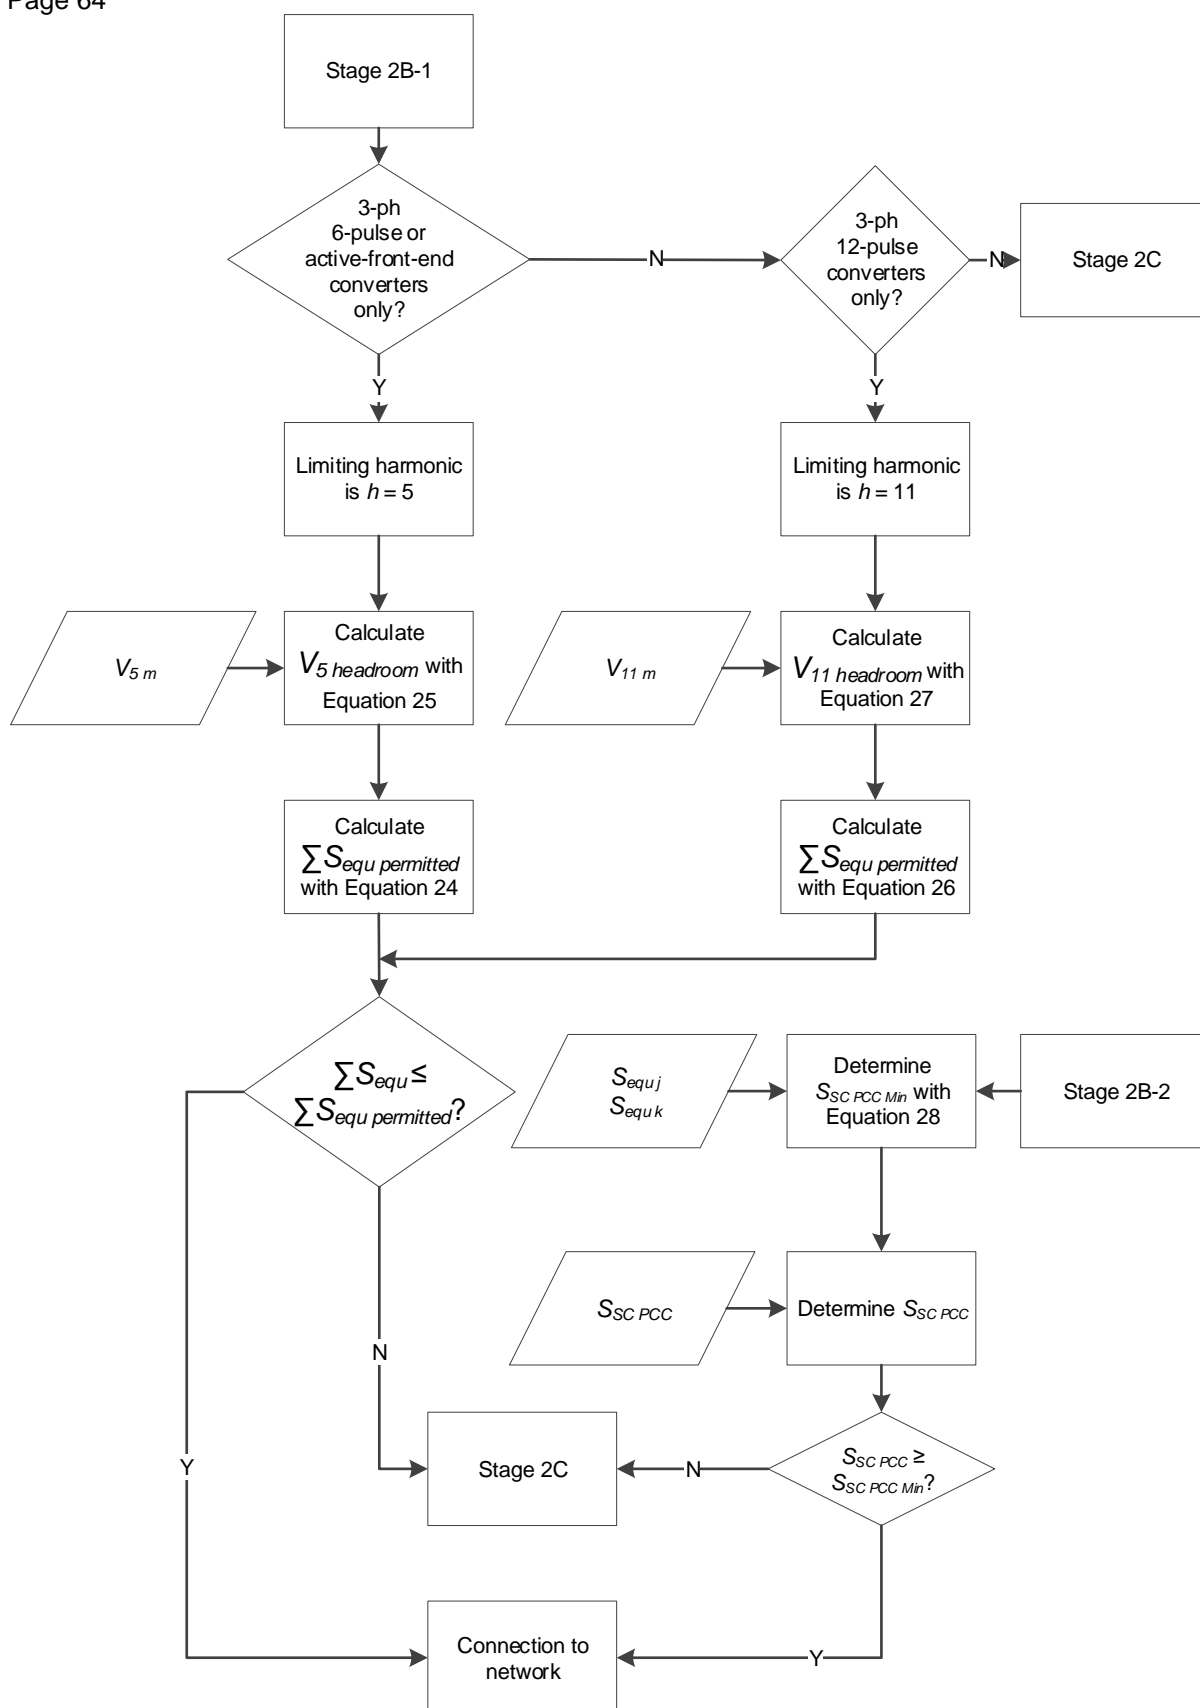 Page 64
Stage 2B-1
3-ph
6-pulse or
active-front-end
converters
only?
N
3-ph
12-pulse
converters
only?
N
Stage 2C
Y
Y
Limiting harmonic
is h = 5
Limiting harmonic
is h = 11
V5 m
Calculate
V5 headroom with
Equation 25
V11 m
Calculate
V11 headroom with
Equation 27
Calculate
∑Sequ permitted
with Equation 24
Calculate
∑Sequ permitted
with Equation 26
∑Sequ ≤
∑Sequ permitted?
Sequ j
Sequ k
Determine
SSC PCC Min with
Equation 28
Stage 2B-2
SSC PCC
Determine SSC PCC
N
Y
Stage 2C
N
SSC PCC ≥
SSC PCC Min?
Connection to
network
Y